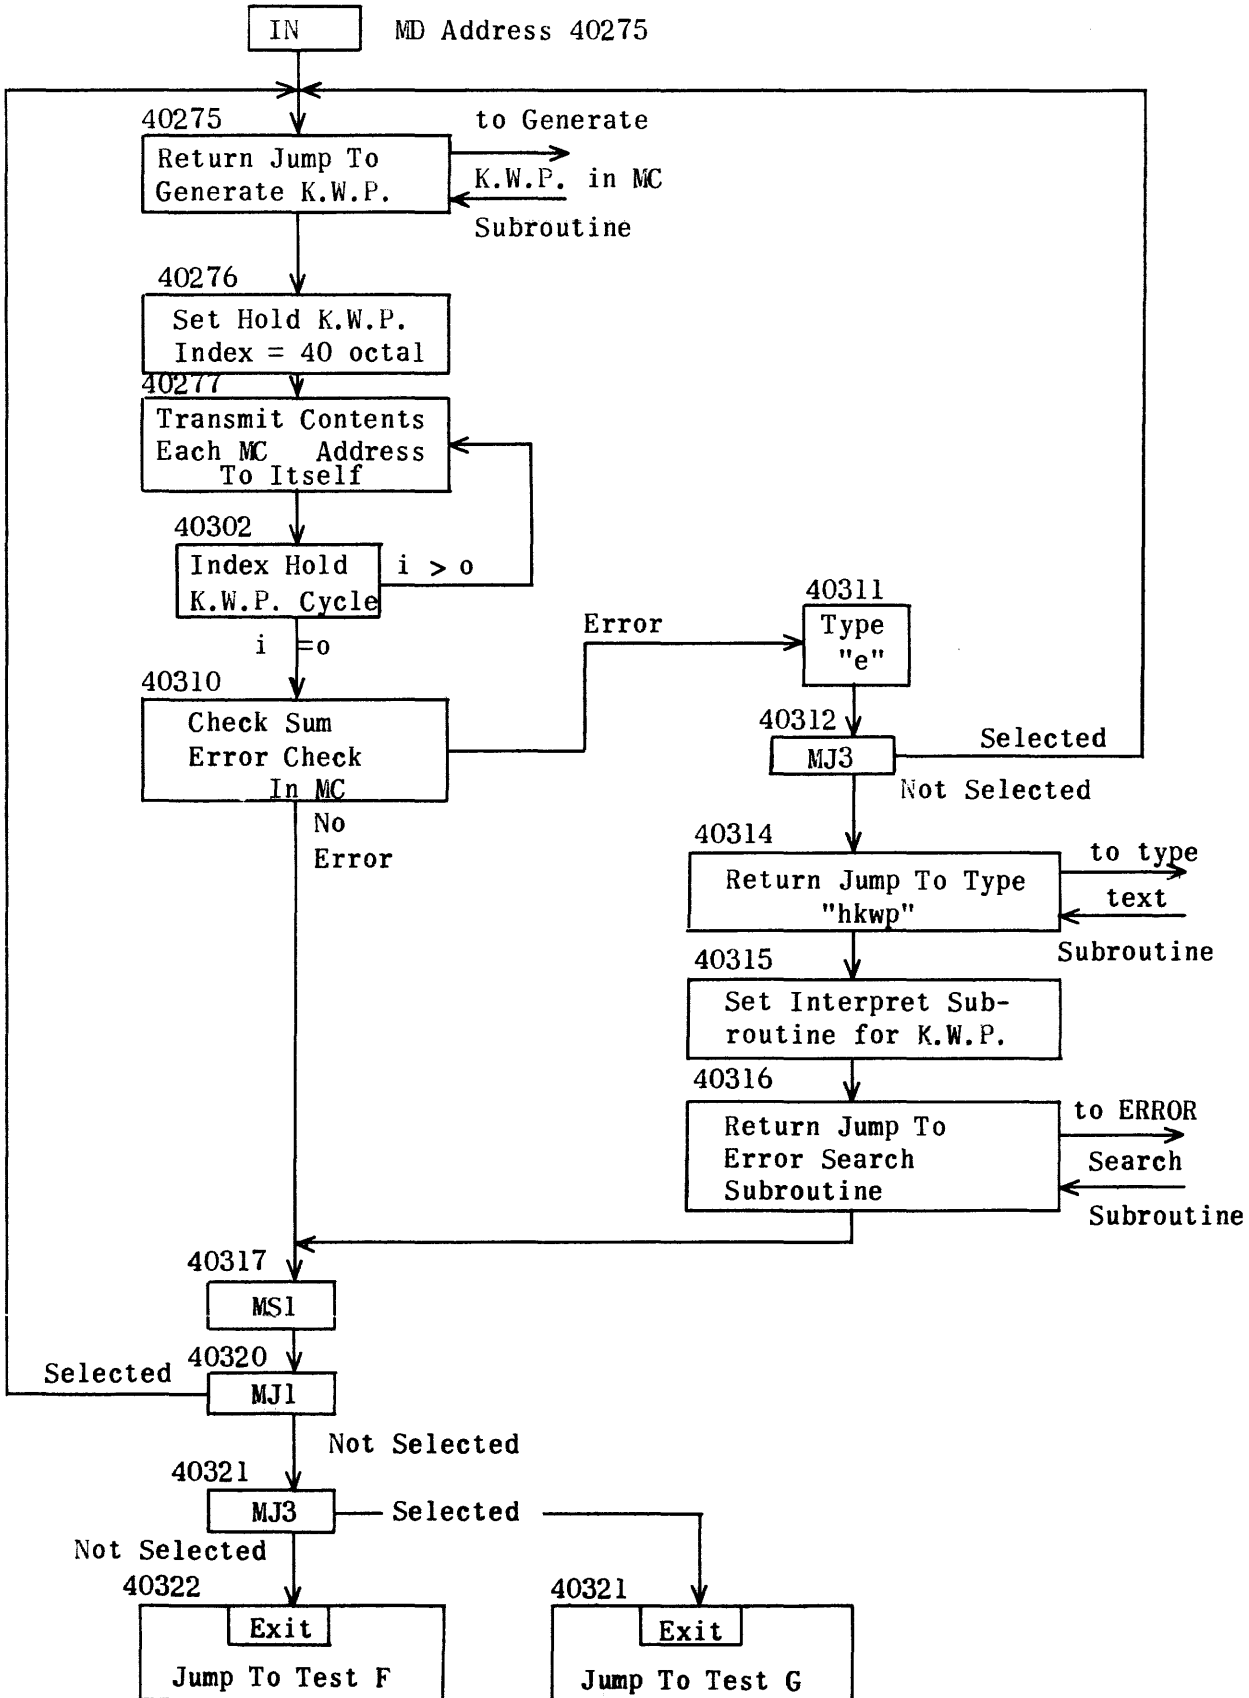 IN MD Address 40275
40275
to Generate
Return Jump To
Generate K.W.P.
K.W.P. in MC
Subroutine
40276
Set Hold K.W.P.
Index = 40 octal
40277
Transmit Contents
Each MC Address
To Itself
40302
Index Hold
K.W.P. Cycle
i > o
i =o
40310
Check Sum
Error Check
In MC
No
Error
Error
40311
Type
"e"
40312
MJ3
Selected
Not Selected
40314
Return Jump To Type
"hkwp"
to type
text
Subroutine
40315
Set Interpret Sub-
routine for K.W.P.
40316
Return Jump To
Error Search
Subroutine
to ERROR
Search
Subroutine
40317
MS1
40320
Selected
MJ1
Not Selected
40321
MJ3
Selected
Not Selected
40322
Exit
Jump To Test F
40321
Exit
Jump To Test G